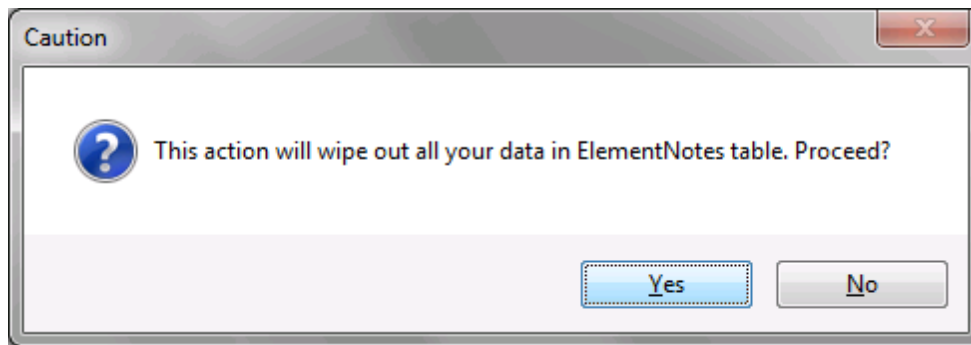 Caution
This action will wipe out all your data in ElementNotes table. Proceed?
Yes
No